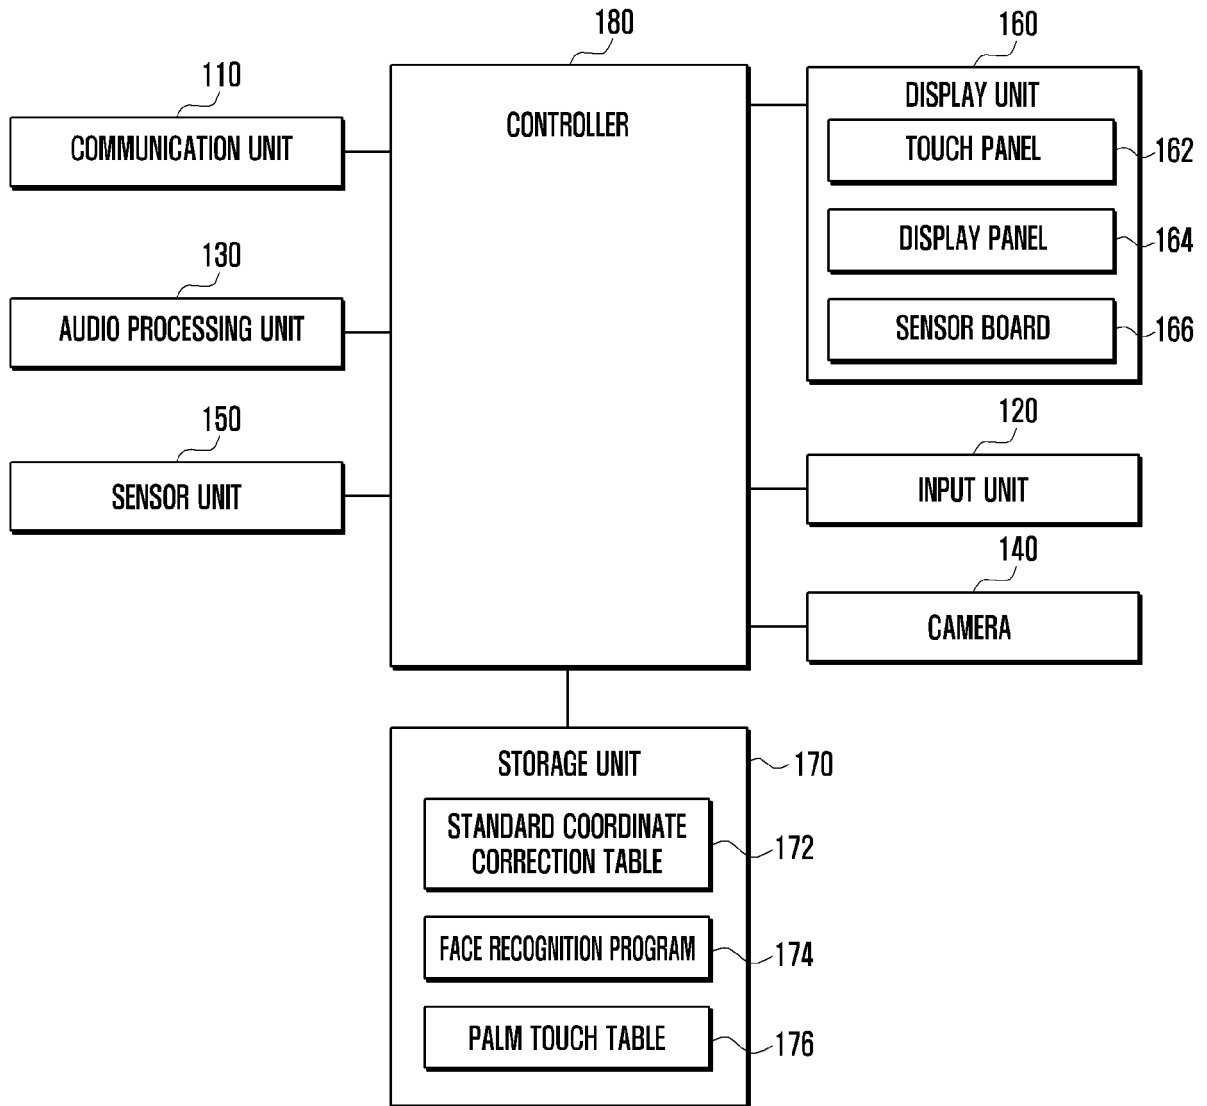 180
160
110
CONTROLLER
DISPLAY UNIT
COMMUNICATION UNIT
TOUCH PANEL
162
130
DISPLAY PANEL
164
AUDIO PROCESSING UNIT
SENSOR BOARD
166
150
120
SENSOR UNIT
INPUT UNIT
140
CAMERA
STORAGE UNIT
170
STANDARD COORDINATE
CORRECTION TABLE
172
FACE RECOGNITION PROGRAM
174
PALM TOUCH TABLE
176